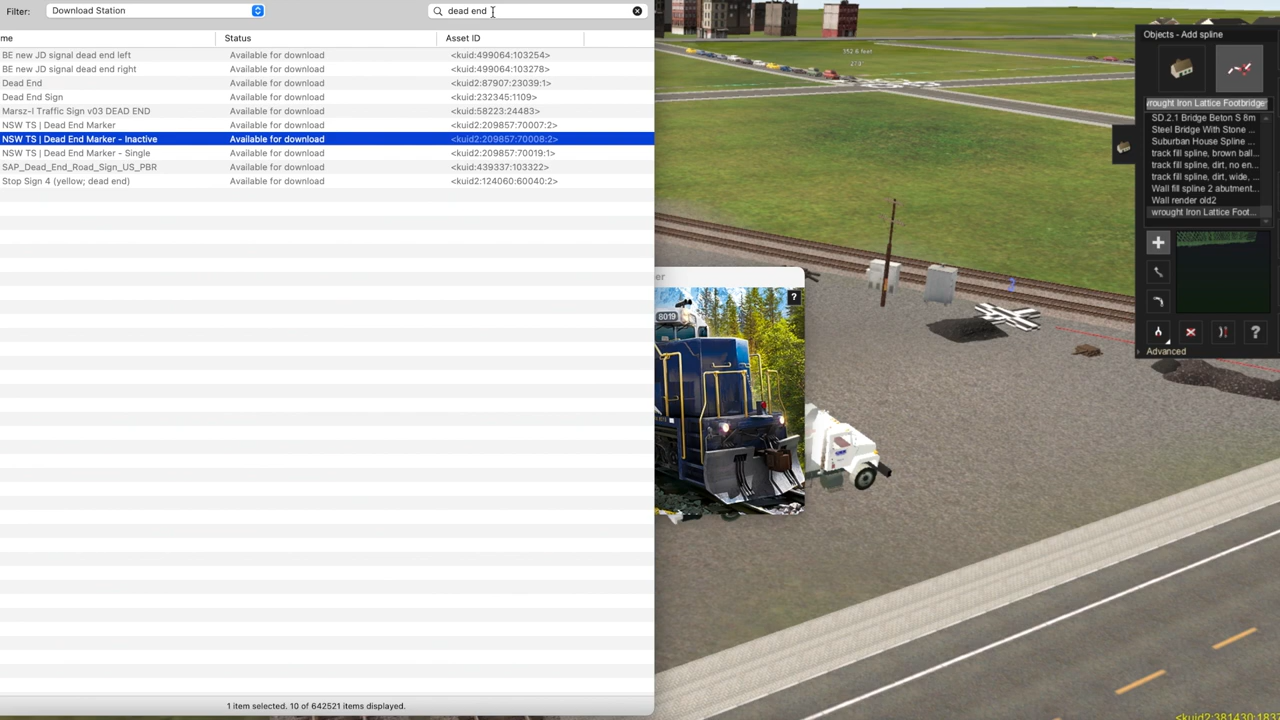 Filter: Download Station dead end
me Status Asset ID
BE new JD signal dead end left Available for download <kuid:499064:103254>
BE new JD signal dead end right Available for download <kuid:499064:103278>
Dead End Available for download <kuid2:87907:23039:1>
Dead End Sign Available for download <kuid:232345:1109>
Marsz-I Traffic Sign v03 DEAD END Available for download <kuid:58223:24483>
NSW TS | Dead End Marker Available for download <kuid2:209857:70007:2>
NSW TS | Dead End Marker - Inactive Available for download <kuid2:209857:70008:2>
NSW TS | Dead End Marker - Single Available for download <kuid2:209857:70019:1>
SAP_Dead_End_Road_Sign_US_PBR Available for download <kuid:439337:103322>
Stop Sign 4 (yellow; dead end) Available for download <kuid2:124060:60040:2>
1 item selected. 10 of 642521 items displayed.
352.6 feet
2
er
?
8019
Objects - Add spline
wrought Iron Lattice Footbridge
SD.2.1 Bridge Beton S 8m
Steel Bridge With Stone ...
Suburban House Spline ...
track fill spline, brown ball...
track fill spline, dirt, no en...
track fill spline, dirt, wide, ...
Wall fill spline 2 abutment...
Wall render old2
wrought Iron Lattice Foot...
?
Advanced